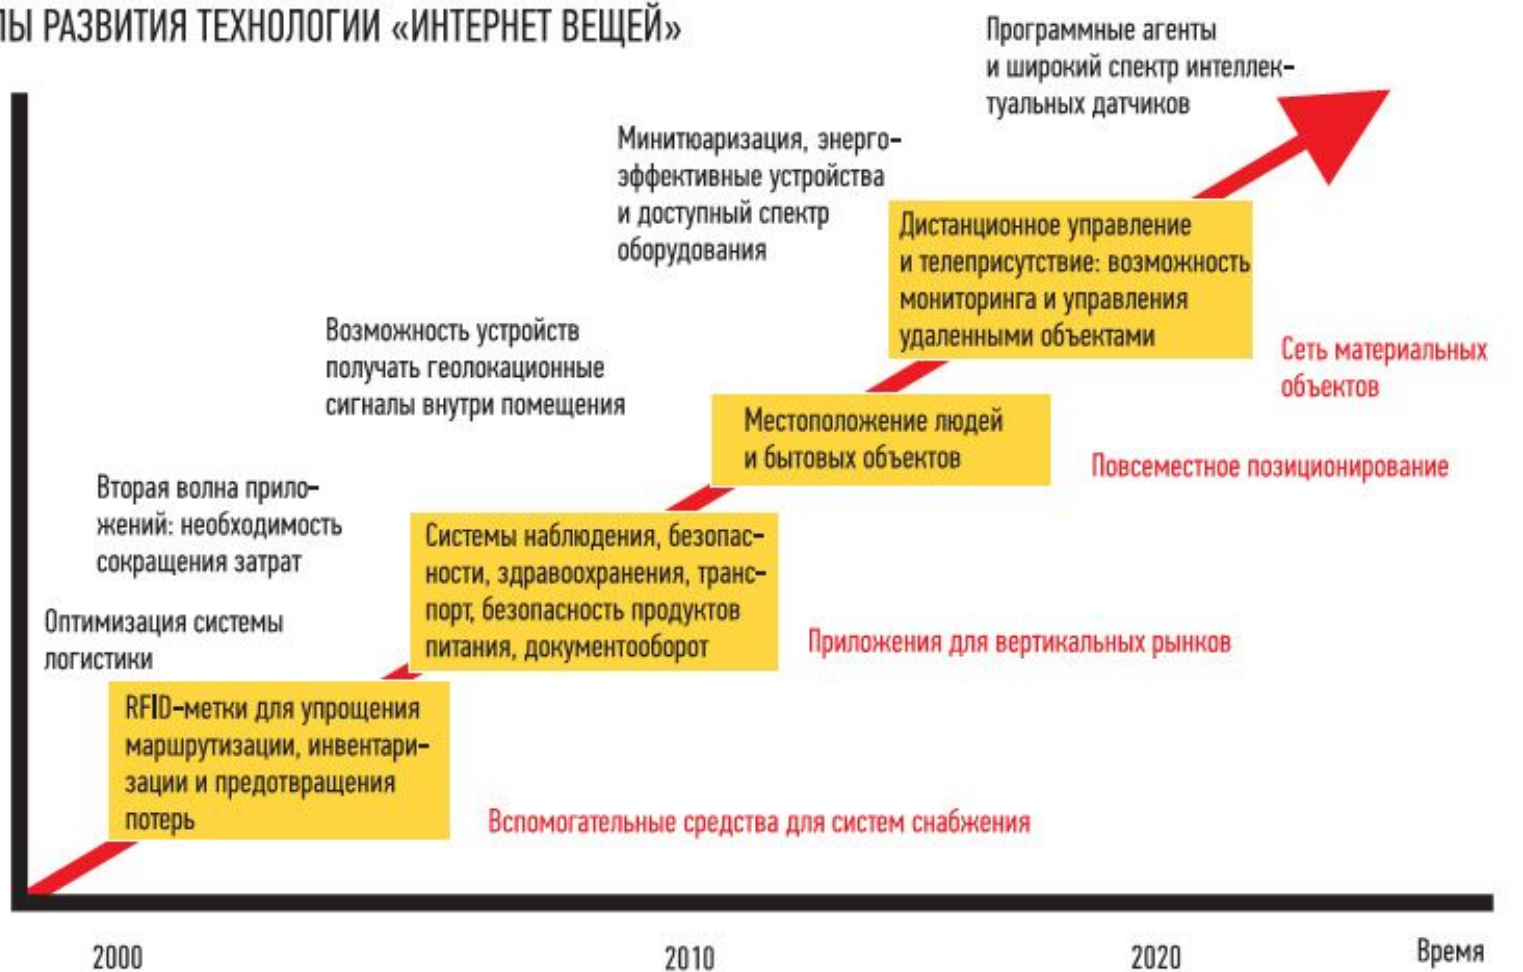 ПЫ РАЗВИТИЯ ТЕХНОЛОГИИ «ИНТЕРНЕТ ВЕЩЕЙ»
Программные агенты
и широкий спектр интеллек-
туальных датчиков
Минитюаризация, энерго-
эффективные устройства
и доступный спектр
оборудования
Дистанционное управление
и телеприсутствие: возможность
мониторинга и управления
удаленными объектами
Сеть материальных
объектов
Возможность устройств
получать геолокационные
сигналы внутри помещения
Местоположение людей
и бытовых объектов
Повсеместное позиционирование
Вторая волна прило-
жений: необходимость
сокращения затрат
Системы наблюдения, безопас-
ности, здравоохранения, транс-
порт, безопасность продуктов
питания, документооборот
Приложения для вертикальных рынков
Оптимизация системы
логистики
RFID-метки для упрощения
маршрутизации, инвентари-
зации и предотвращения
потерь
Вспомогательные средства для систем снабжения
2000
2010
2020
Время